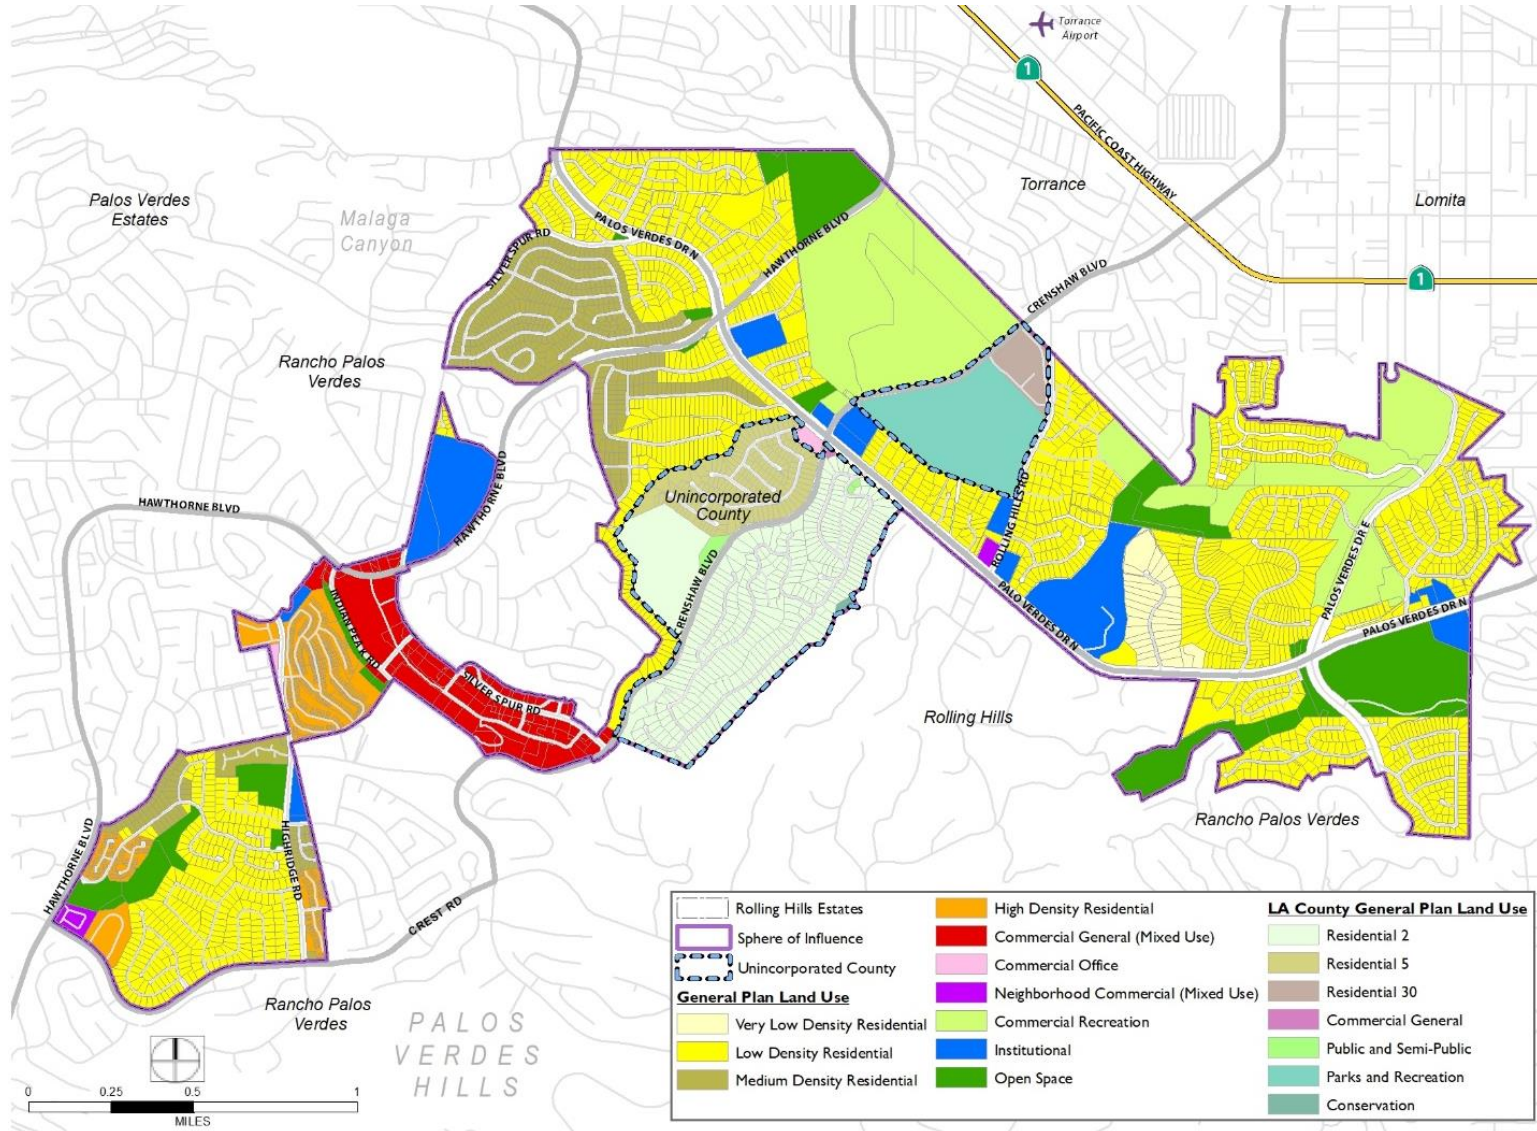 Torrance
Airport
1
PACIFIC COAST HIGHWAY
Torrance
Lomita
1
Palos Verdes
Estates
Malaga
Canyon
PALOS VERDES DR N
SILVER SPUR RD
HAWTHORNE BLVD
CRENSHAW BLVD
Rancho Palos
Verdes
HAWTHORNE BLVD
HAWTHORNE BLVD
Unincorporated
County
ROLLING HILLS RD
CRENSHAW BLVD
PALOS VERDES DR E
PALO VERDES DR N
PALOS VERDES DR N
INDIAN PEAK RD
SILVER SPUR RD
Rolling Hills
Rancho Palos Verdes
HAWTHORNE BLVD
HIGHRIDGE RD
CREST RD
Rancho Palos
Verdes
PALOS
VERDES
HILLS
0 0.25 0.5 1
MILES
Rolling Hills Estates
Sphere of Influence
Unincorporated County
General Plan Land Use
Very Low Density Residential
Low Density Residential
Medium Density Residential
High Density Residential
Commercial General (Mixed Use)
Commercial Office
Neighborhood Commercial (Mixed Use)
Commercial Recreation
Institutional
Open Space
LA County General Plan Land Use
Residential 2
Residential 5
Residential 30
Commercial General
Public and Semi-Public
Parks and Recreation
Conservation